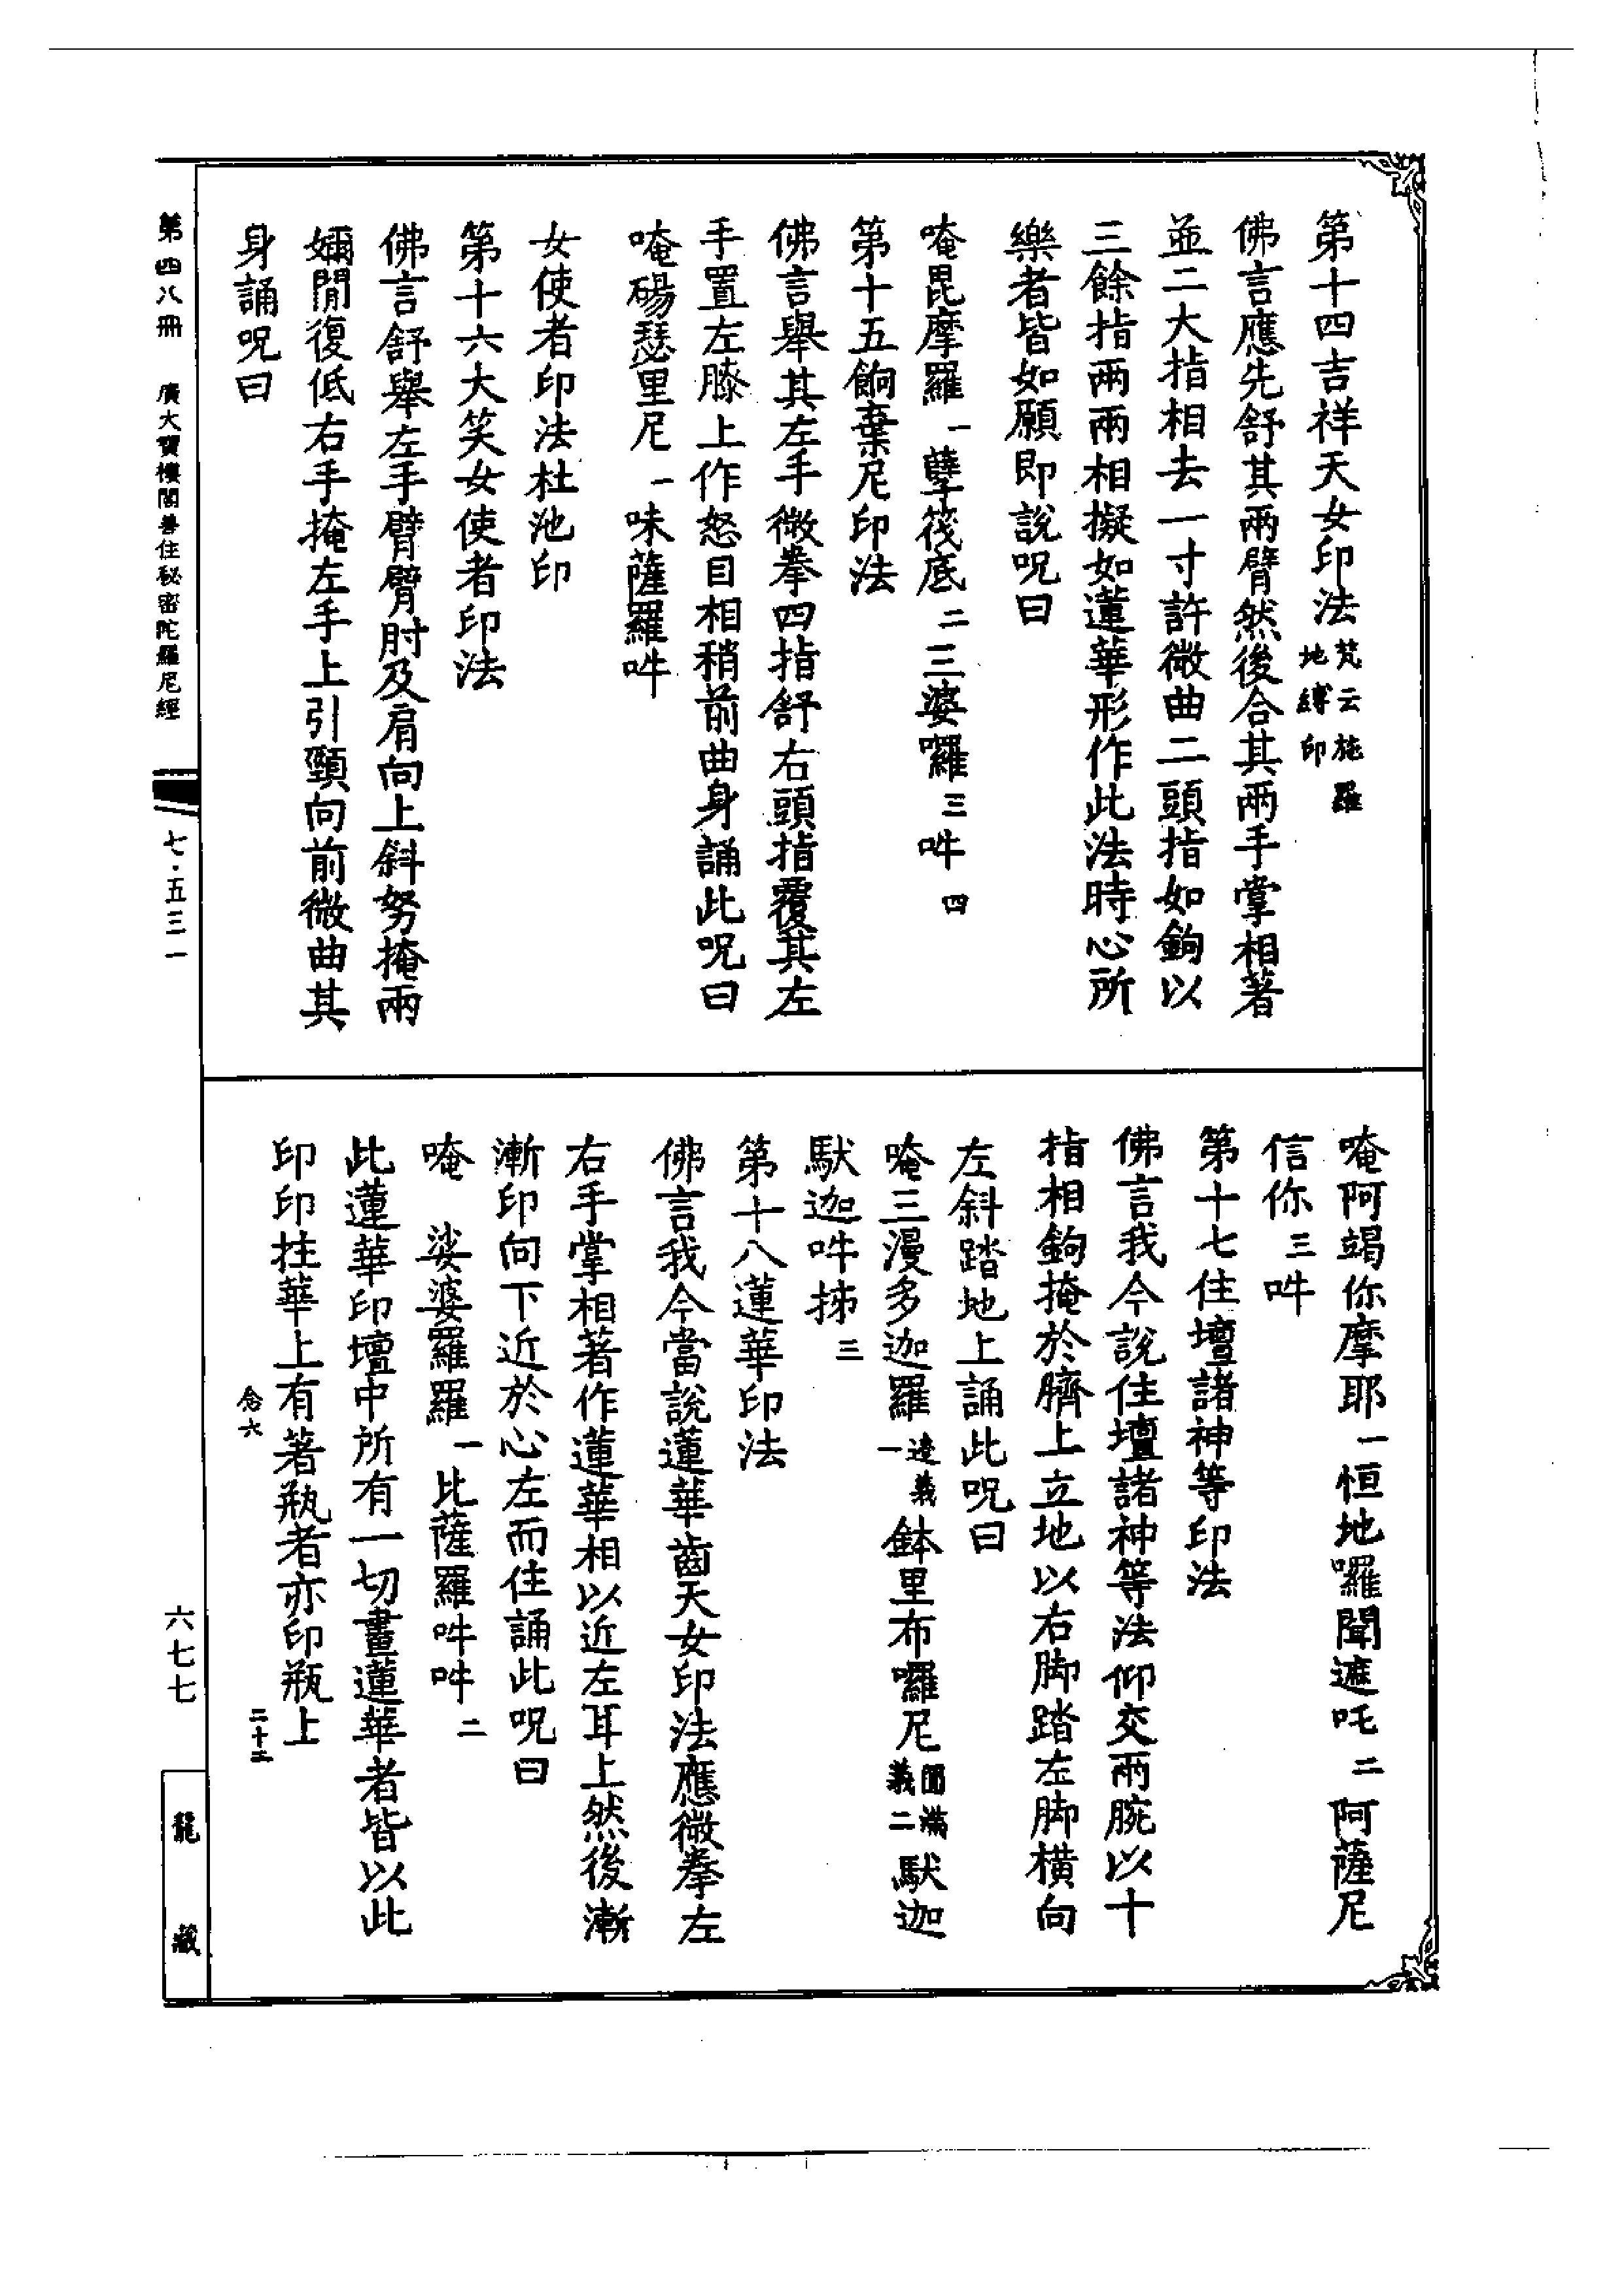 第十四吉祥天女印法梵云施羅地縛印
佛言應先舒其兩臂然後合其兩手掌相著
並二大指相去一寸許微曲二頭指如鉤以
三餘指兩兩相擬如蓮華形作此法時心所
樂者皆如願即說呪曰
唵毘摩羅一孽筏底二三婆囉三吽四
第十五餉棄尼印法
佛言舉其左手微拳四指舒右頭指覆其左
手置左膝上作怒目相稍前曲身誦此呪曰
唵碭瑟里尼一味薩羅吽
女使者印法杜池印
第十六大笑女使者印法
佛言舒舉左手臂臂肘及肩向上斜努掩兩
嬭間復低右手掩左手上引頸向前微曲其
身誦呪曰
唵阿竭你摩耶一恒地囉聞遮吒二阿薩尼
信你三吽
第十七住壇諸神等印法
佛言我今說住壇諸神等法仰交兩腕以十
指相鉤掩於臍上立地以右脚踏左脚橫向
左斜踏地上誦此呪曰
唵三漫多迦羅邊義一鉢里布囉尼圓滿義二馱迦
馱迦吽抪三
第十八蓮華印法
佛言我今當說蓮華齒天女印法應微拳左
右手掌相著作蓮華相以近左耳上然後漸
漸印向下近於心左而住誦此呪曰
唵 娑婆羅羅一比薩羅吽吽二
此蓮華印壇中所有一切畫蓮華者皆以此
印印拄華上有著瓶者亦印瓶上
念六
二十二
第四八冊 廣大寶樓閣善住秘密陀羅尼經
七·五三一
六七七
龍藏